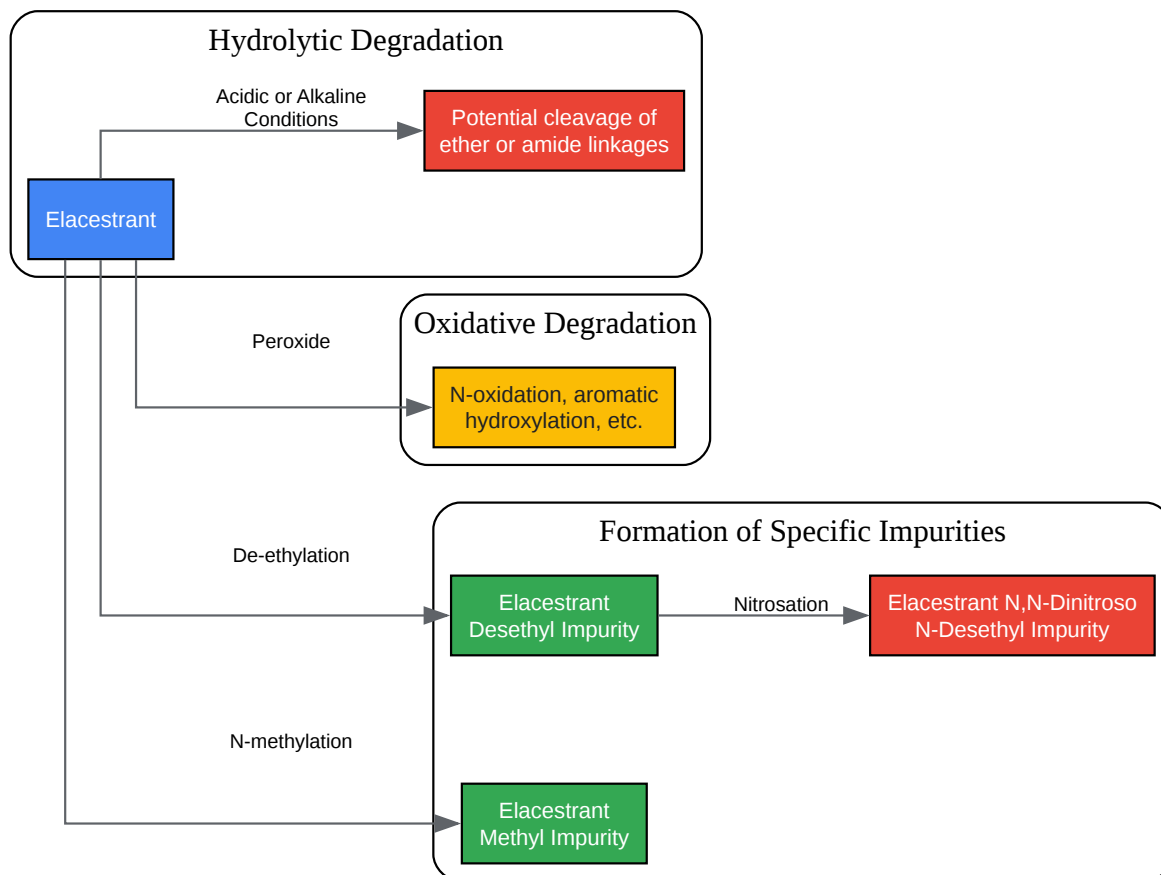 Hydrolytic Degradation
Acidic or Alkaline
Conditions
Potential cleavage of
ether or amide linkages
Elacestrant
Oxidative Degradation
Peroxide
N-oxidation, aromatic
hydroxylation, etc.
Formation of Specific Impurities
De-ethylation
Elacestrant
Desethyl Impurity
Nitrosation
Elacestrant N,N-Dinitroso
N-Desethyl Impurity
N-methylation
Elacestrant
Methyl Impurity